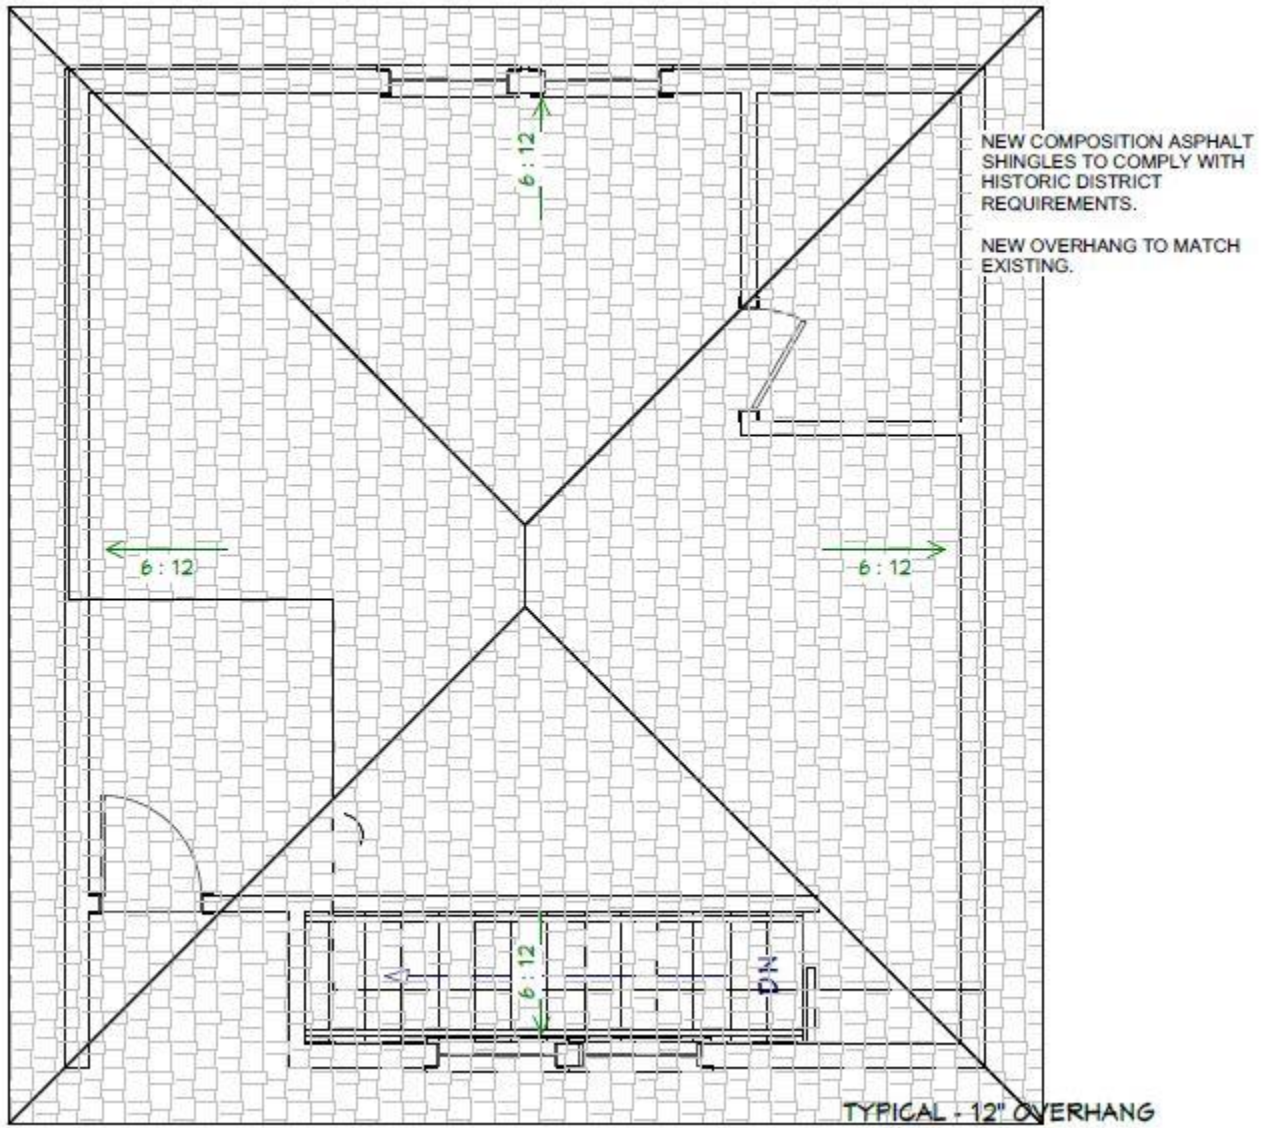 6 : 12
NEW COMPOSITION ASPHALT
SHINGLES TO COMPLY WITH
HISTORIC DISTRICT
REQUIREMENTS.
NEW OVERHANG TO MATCH
EXISTING.
6 : 12
6 : 12
6 : 12
DN
TYPICAL - 12" OVERHANG